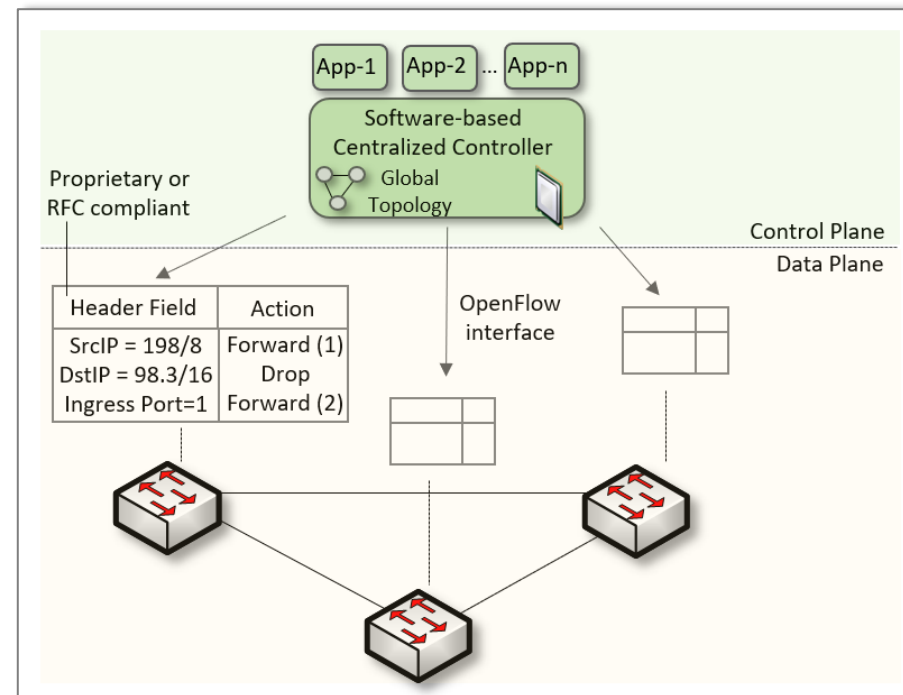 App-1 App-2 ... App-n
Software-based
Centralized Controller
Global
Topology
Proprietary or
RFC compliant
Control Plane
Data Plane
Header Field Action
SrcIP = 198/8 Forward (1)
DstIP = 98.3/16 Drop
Ingress Port=1 Forward (2)
OpenFlow
interface